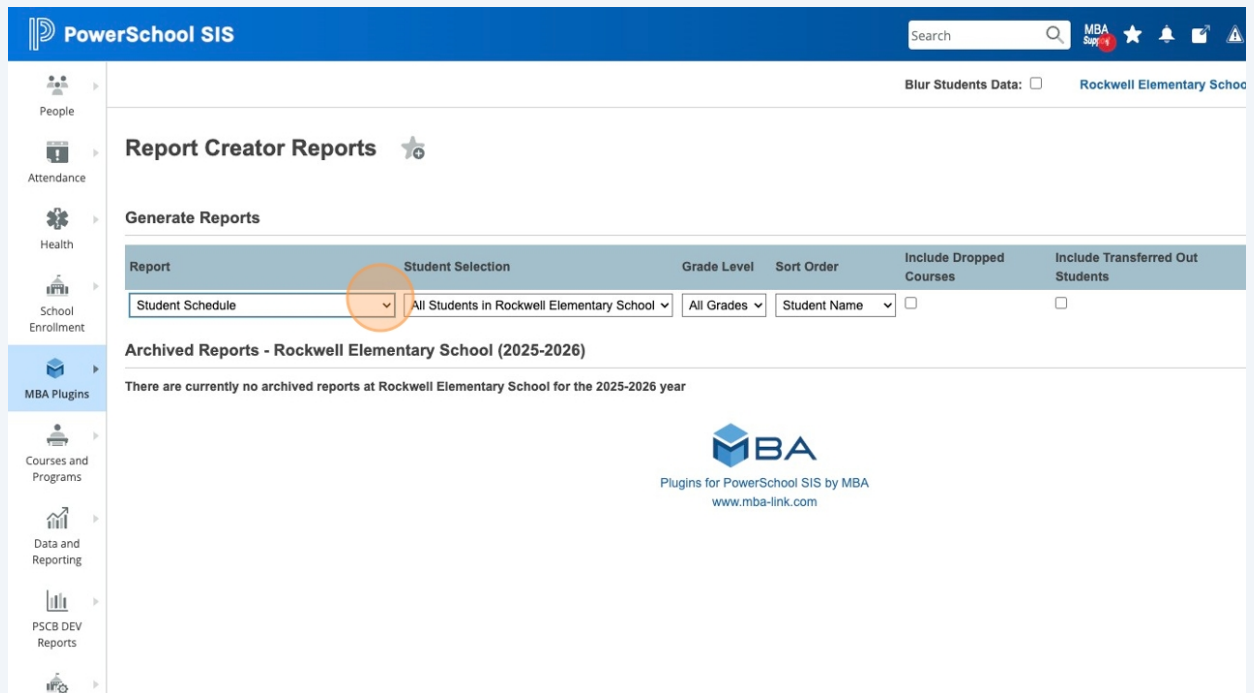 PowerSchool SIS
Search
MBA
Support
Blur Students Data:
Rockwell Elementary Schoo
People
Attendance
Health
School
Enrollment
MBA Plugins
Courses and
Programs
Data and
Reporting
PSCB DEV
Reports
Report Creator Reports
Generate Reports
Report
Student Selection
Grade Level
Sort Order
Include Dropped
Courses
Include Transferred Out
Students
Student Schedule
All Students in Rockwell Elementary School
All Grades
Student Name
Archived Reports - Rockwell Elementary School (2025-2026)
There are currently no archived reports at Rockwell Elementary School for the 2025-2026 year
MBA
Plugins for PowerSchool SIS by MBA
www.mba-link.com